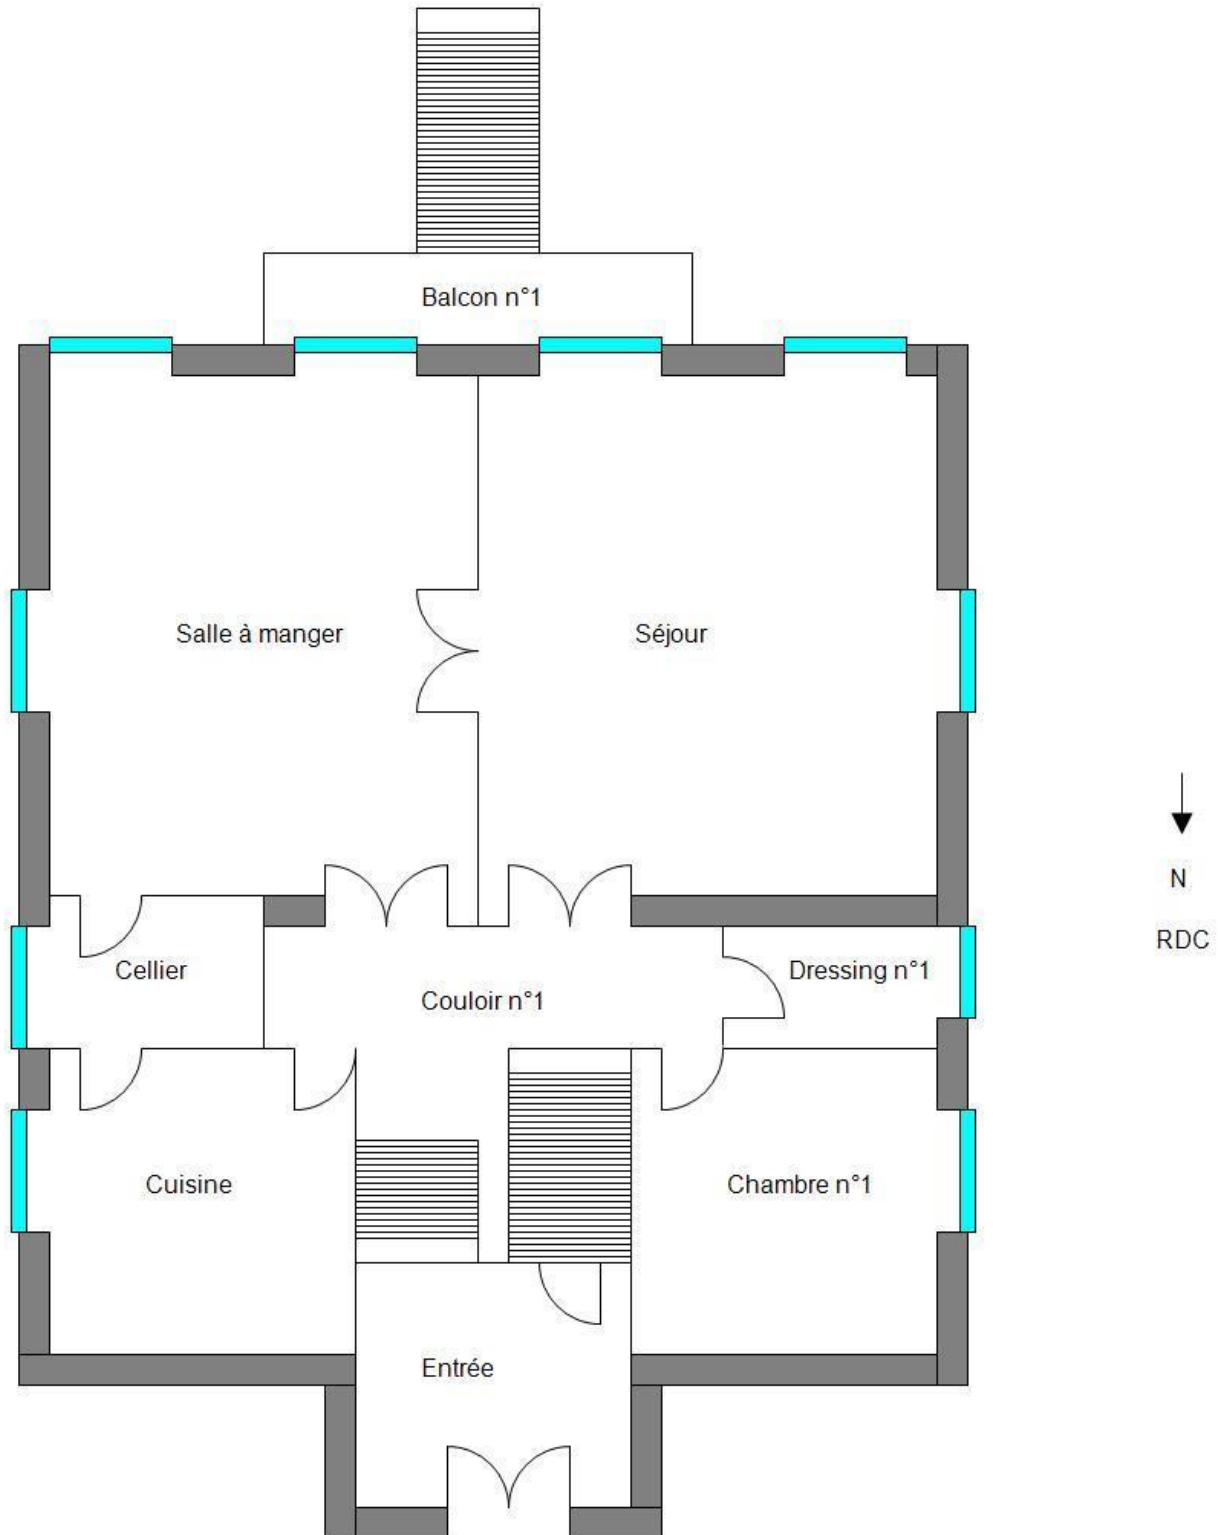 Balcon n°1
Salle à manger
Séjour
N
RDC
Cellier
Dressing n°1
Couloir n°1
Cuisine
Chambre n°1
Entrée